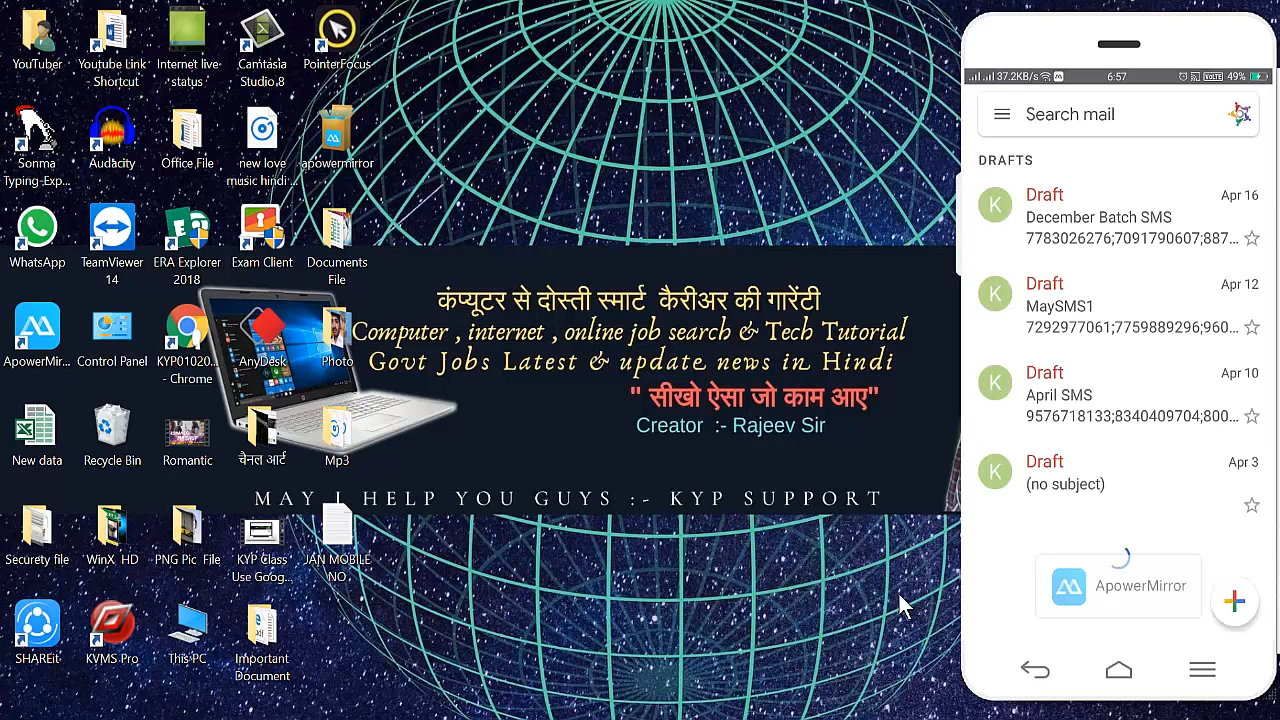 YouTuber
Youtube Link
Shortcut
Internet live
status
Camtasia
Studio 8
PointerFocus
Sonma
Typing-Exp...
Audacity
Office File
new love
music hindi ...
apowermirror
WhatsApp
TeamViewer
14
ERA Explorer
2018
Exam Client
Documents
File
ApowerMir...
Control Panel
KYP01020...
- Chrome
AnyDesk
Photo
New data
Recycle Bin
Romantic
चैनल आर्ट
Mp3
Securety file
WinX HD
PNG Pic File
KYP Class
Use Goog...
JAN MOBILE
NO
SHAREit
KVMS Pro
This PC
Important
Document
कंप्यूटर से दोस्ती स्मार्ट कैरीअर की गारेंटी
Computer , internet , online job search & Tech Tutorial
Govt Jobs Latest & update news in Hindi
" सीखो ऐसा जो काम आए"
Creator :- Rajeev Sir
MAY I HELP YOU GUYS :- KYP SUPPORT
37.2KB/s 6:57 VOLTE 49%
Search mail
DRAFTS
K Draft Apr 16
December Batch SMS
7783026276;7091790607;887...
K Draft Apr 12
MaySMS1
7292977061;7759889296;960...
K Draft Apr 10
April SMS
9576718133;8340409704;800...
K Draft Apr 3
(no subject)
ApowerMirror